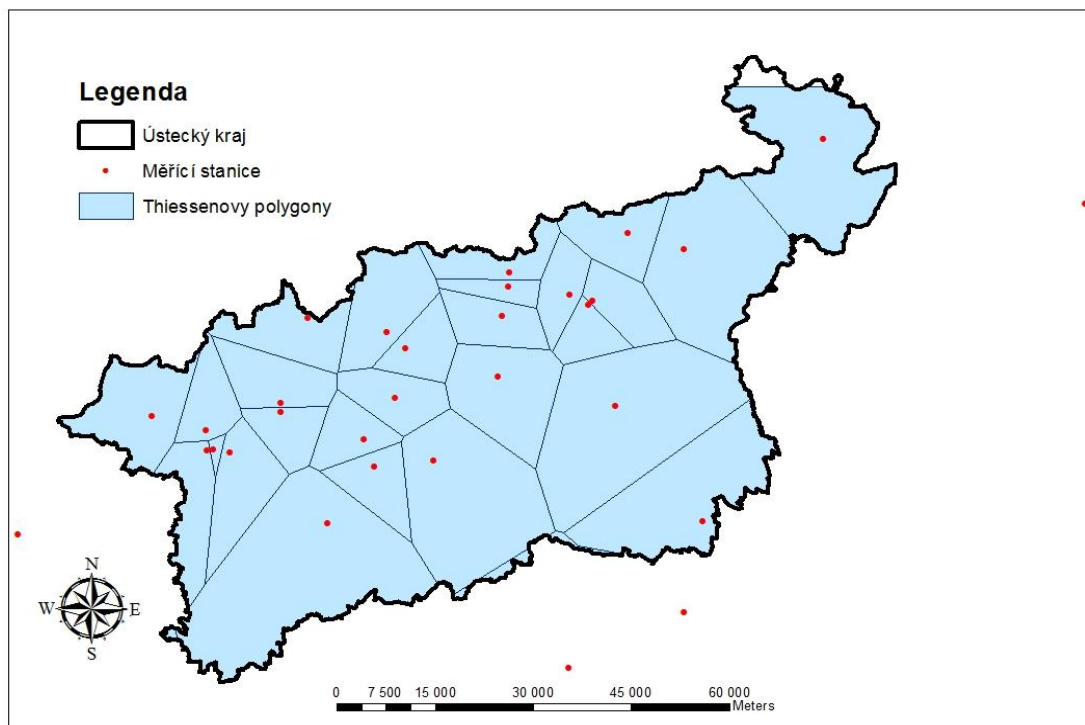 Legenda
Ústecký kraj
Měřící stanice
Thiessenovy polygony
N
W E
S
0 7 500 15 000 30 000 45 000 60 000
Meters